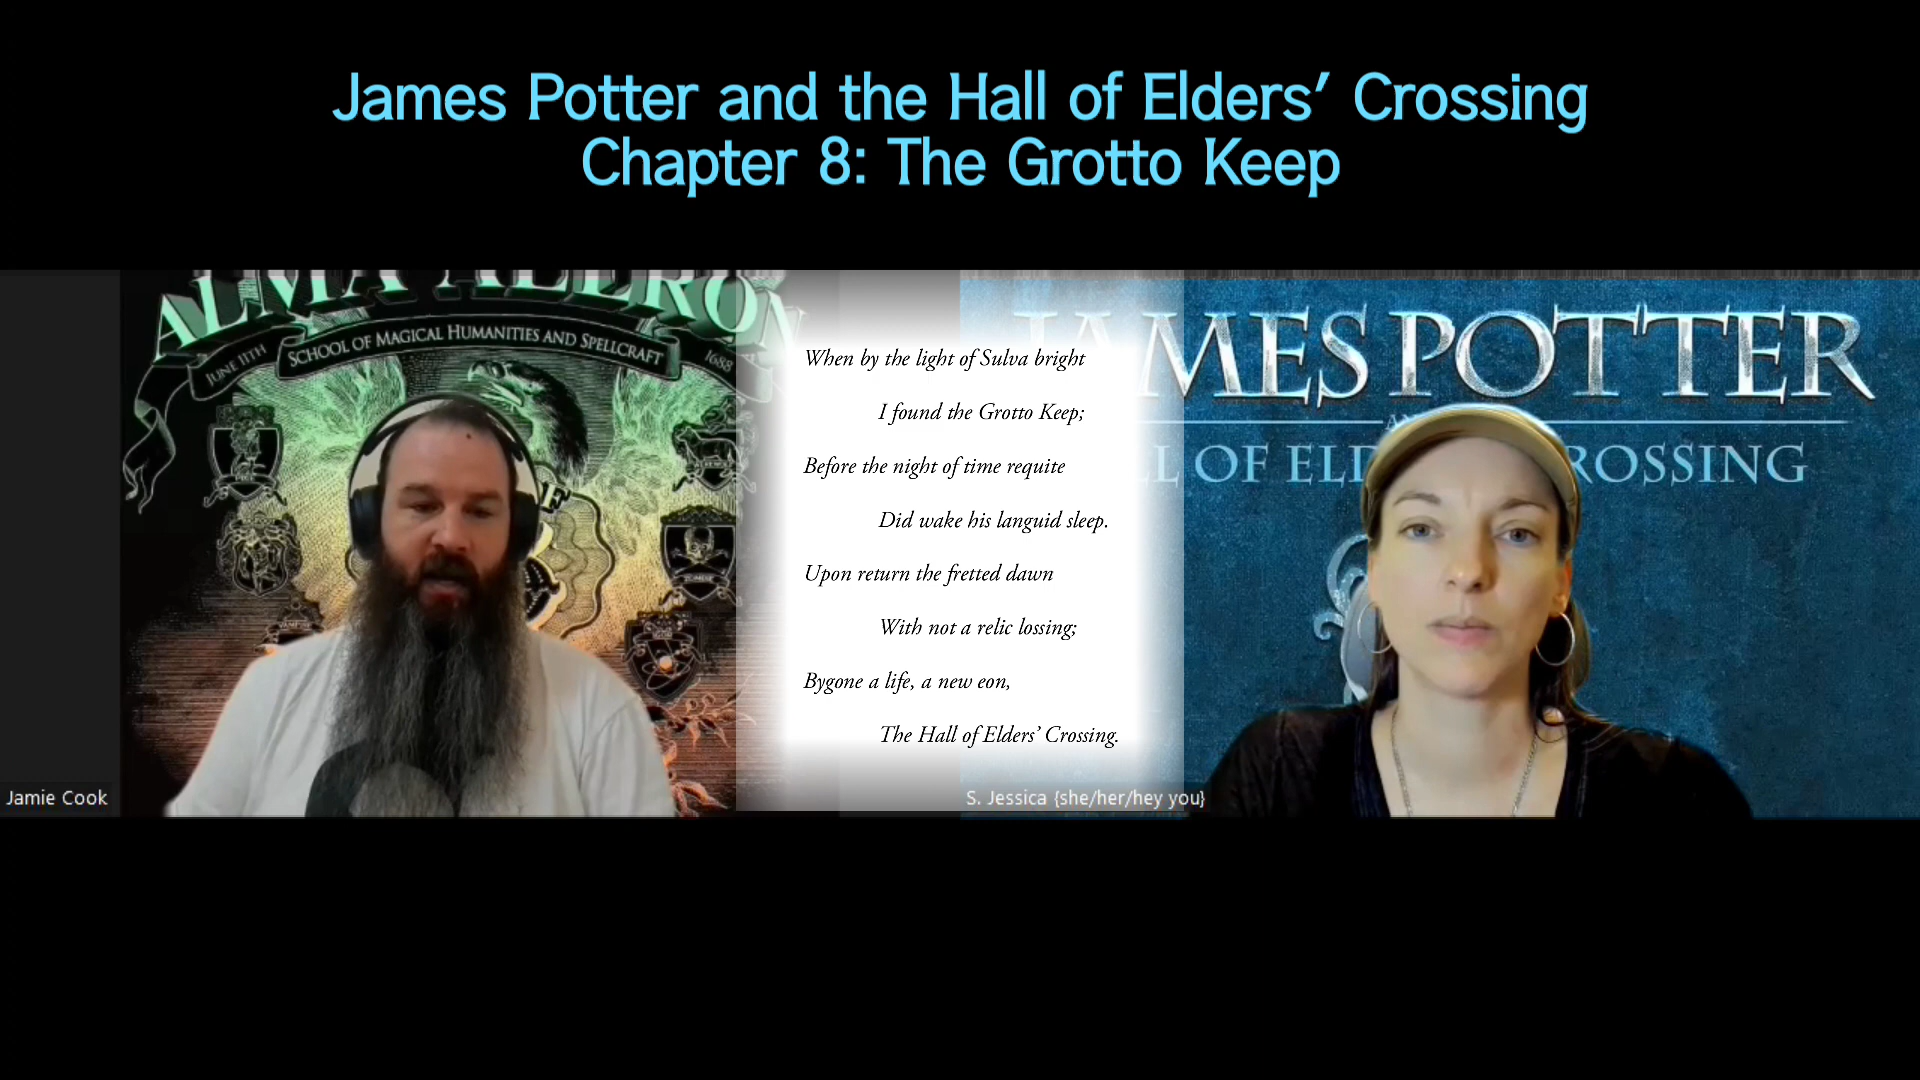 James Potter and the Hall of Elders' Crossing
Chapter 8: The Grotto Keep
ALMA ALERON
JUNE 11TH
SCHOOL OF MAGICAL HUMANITIES AND SPELLCRAFT
1688
When by the light of Sulva bright
I found the Grotto Keep;
Before the night of time requite
Did wake his languid sleep.
Upon return the fretted dawn
With not a relic lossing;
Bygone a life, a new eon,
The Hall of Elders' Crossing.
JAMES POTTER
OF ROSSING
Jamie Cook
S. Jessica {she/her/hey you}